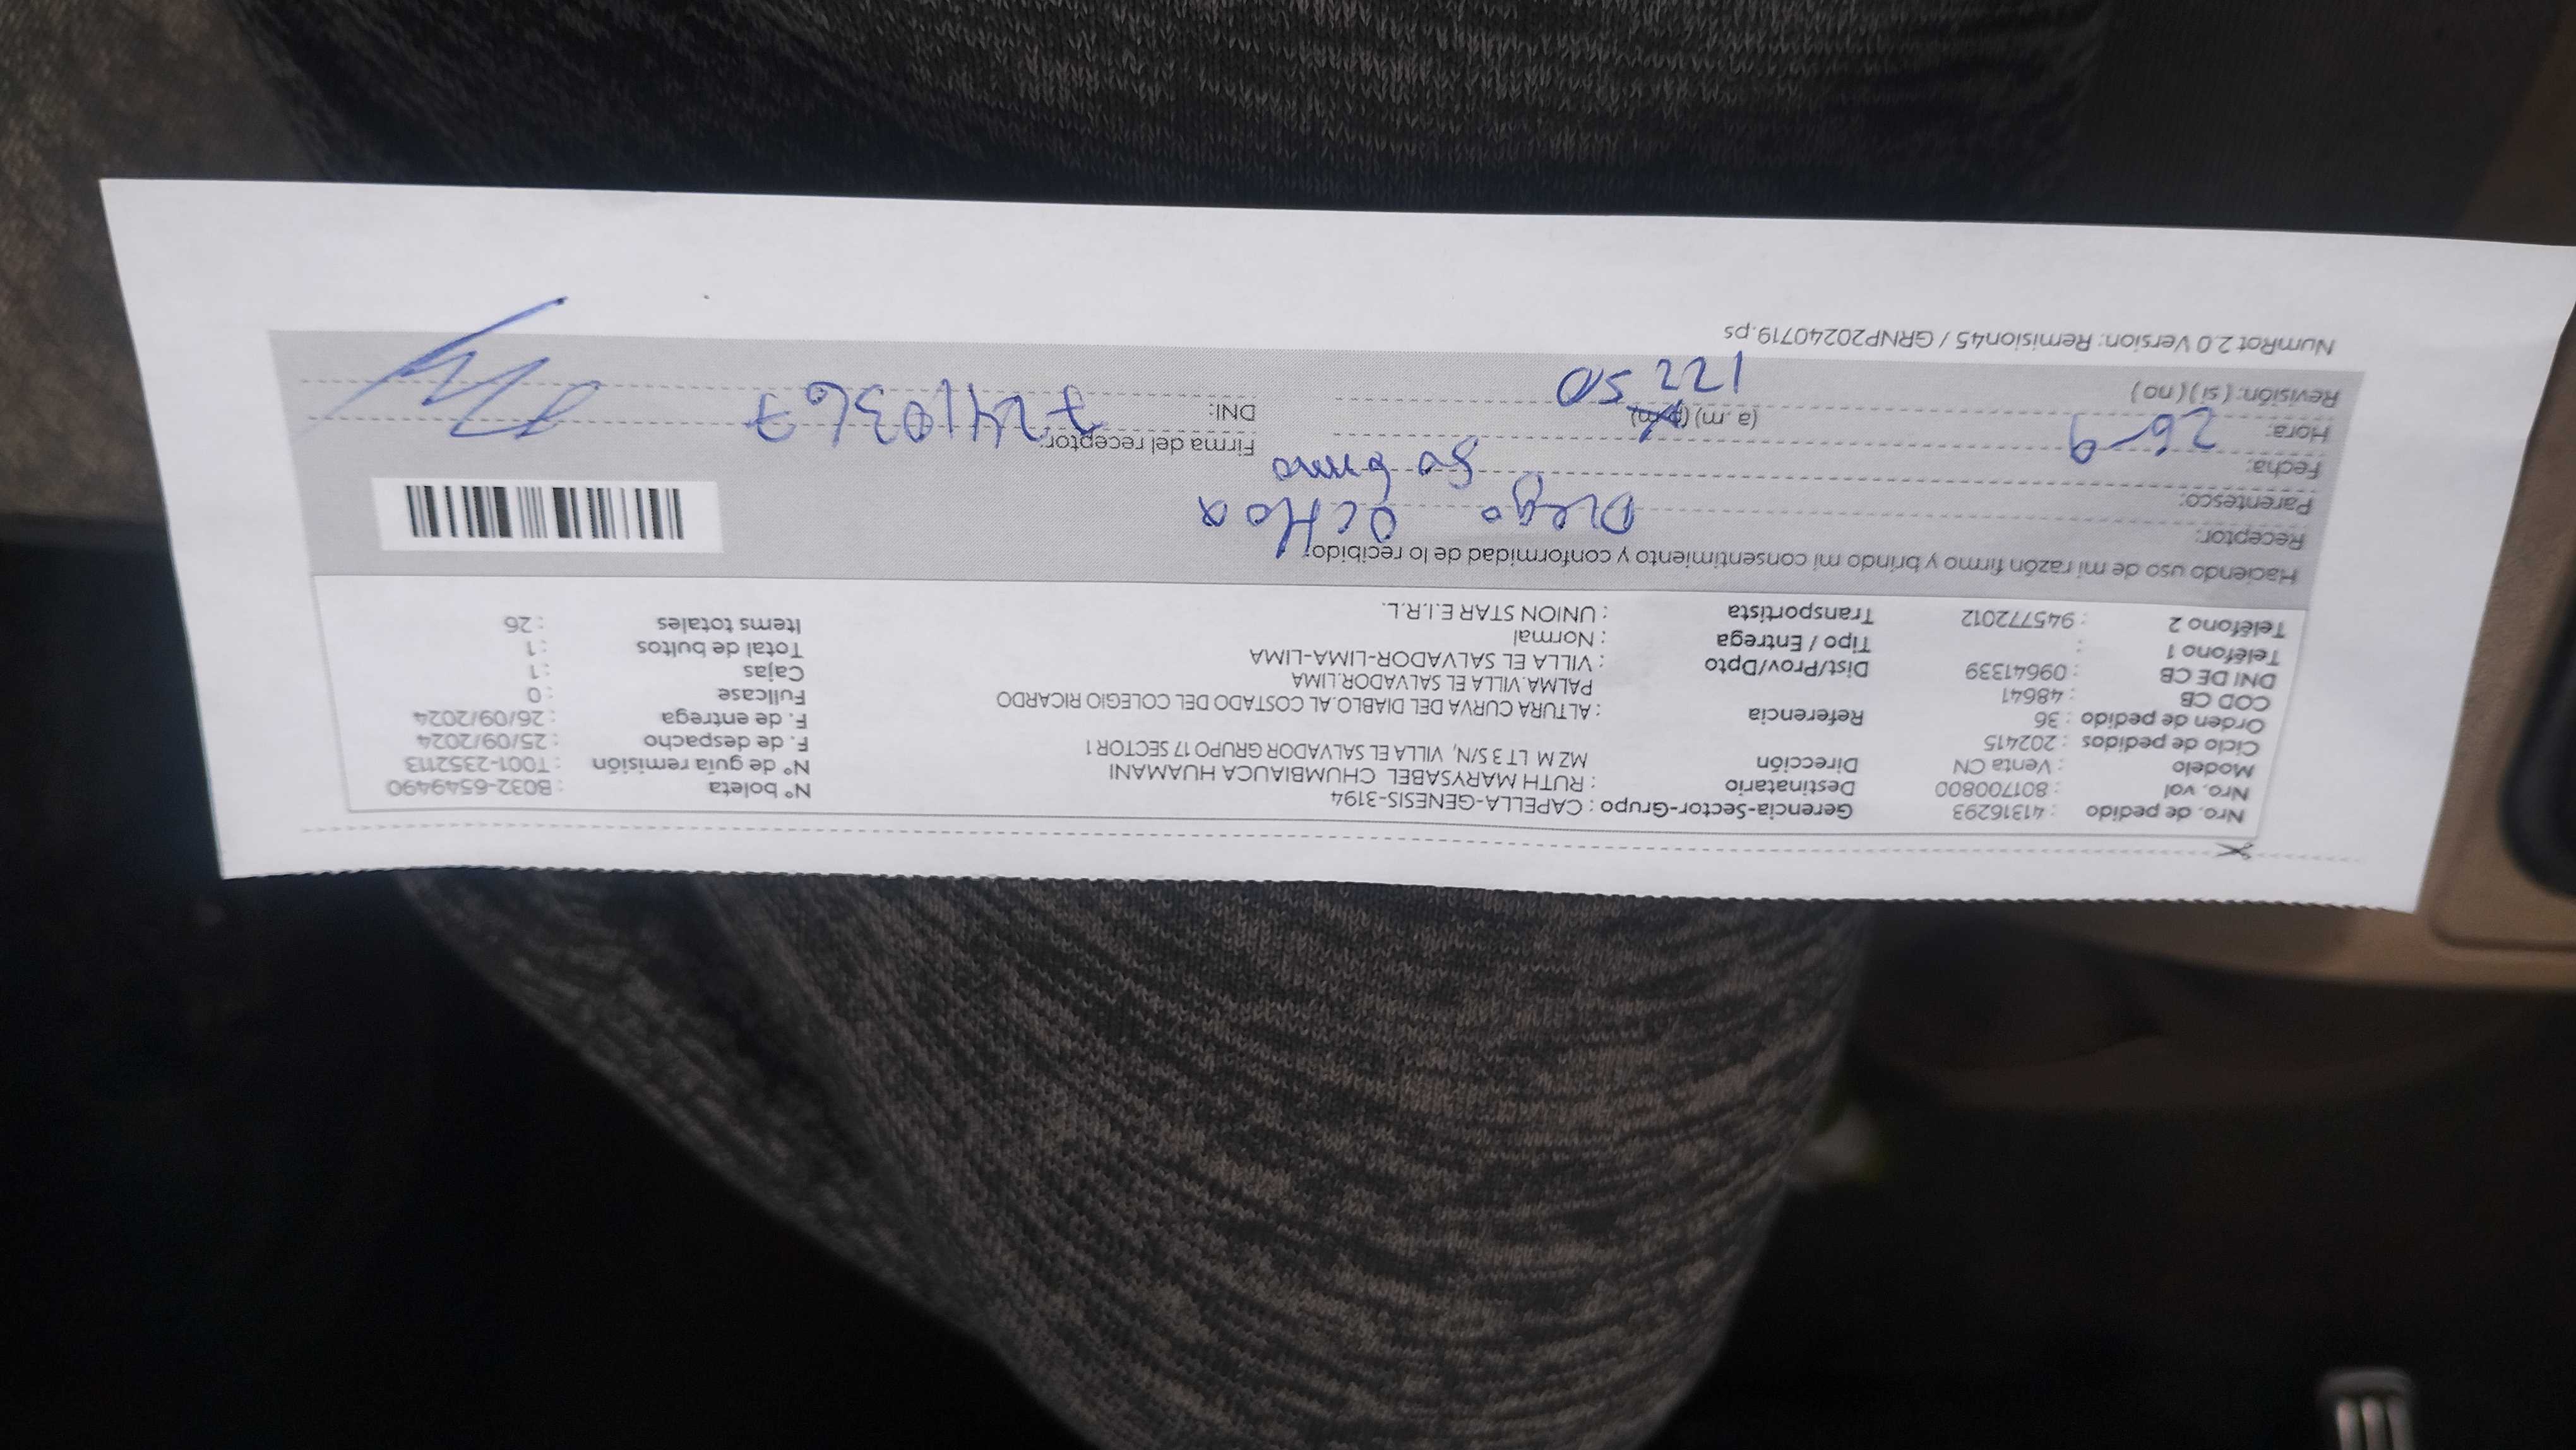 Nro. de pedido : 41316293 Gerencia-Sector-Grupo : CAPELLA-GENESIS-3194 N° boleta : B032-6549490
Nro. vol : 801700800 Destinatario : RUTH MARYSABEL CHUMBIAUCA HUAMANI N° de guía remisión : T001-2352113
Modelo : Venta CN Dirección MZ M LT 3 S/N, VILLA EL SALVADOR GRUPO 17 SECTOR 1 F. de despacho : 25/09/2024
Ciclo de pedidos : 202415 F. de entrega : 26/09/2024
Orden de pedido : 36 Referencia : ALTURA CURVA DEL DIABLO.AL COSTADO DEL COLEGIO RICARDO Fullcase : 0
COD CB : 48641 PALMA.VILLA EL SALVADOR.LIMA Cajas : 1
DNI DE CB : 09641339 Dist/Prov/Dpto : VILLA EL SALVADOR-LIMA-LIMA Total de bultos : 1
Teléfono 1 : Tipo / Entrega : Normal Items totales : 26
Teléfono 2 : 945772012 Transportista : UNION STAR E.I.R.L.
Haciendo uso de mi razón firmo y brindo mi consentimiento y conformidad de lo recibido:
Receptor: Diego OcHoa
Parentesco:
Fecha: 26-9 Firma del receptor:
Hora: (a. m) (p.m) 122 50 DNI: 72410367
Revisión: ( si ) ( no )
NumRot 2.0 Version: Remision45 / GRNP20240719.ps